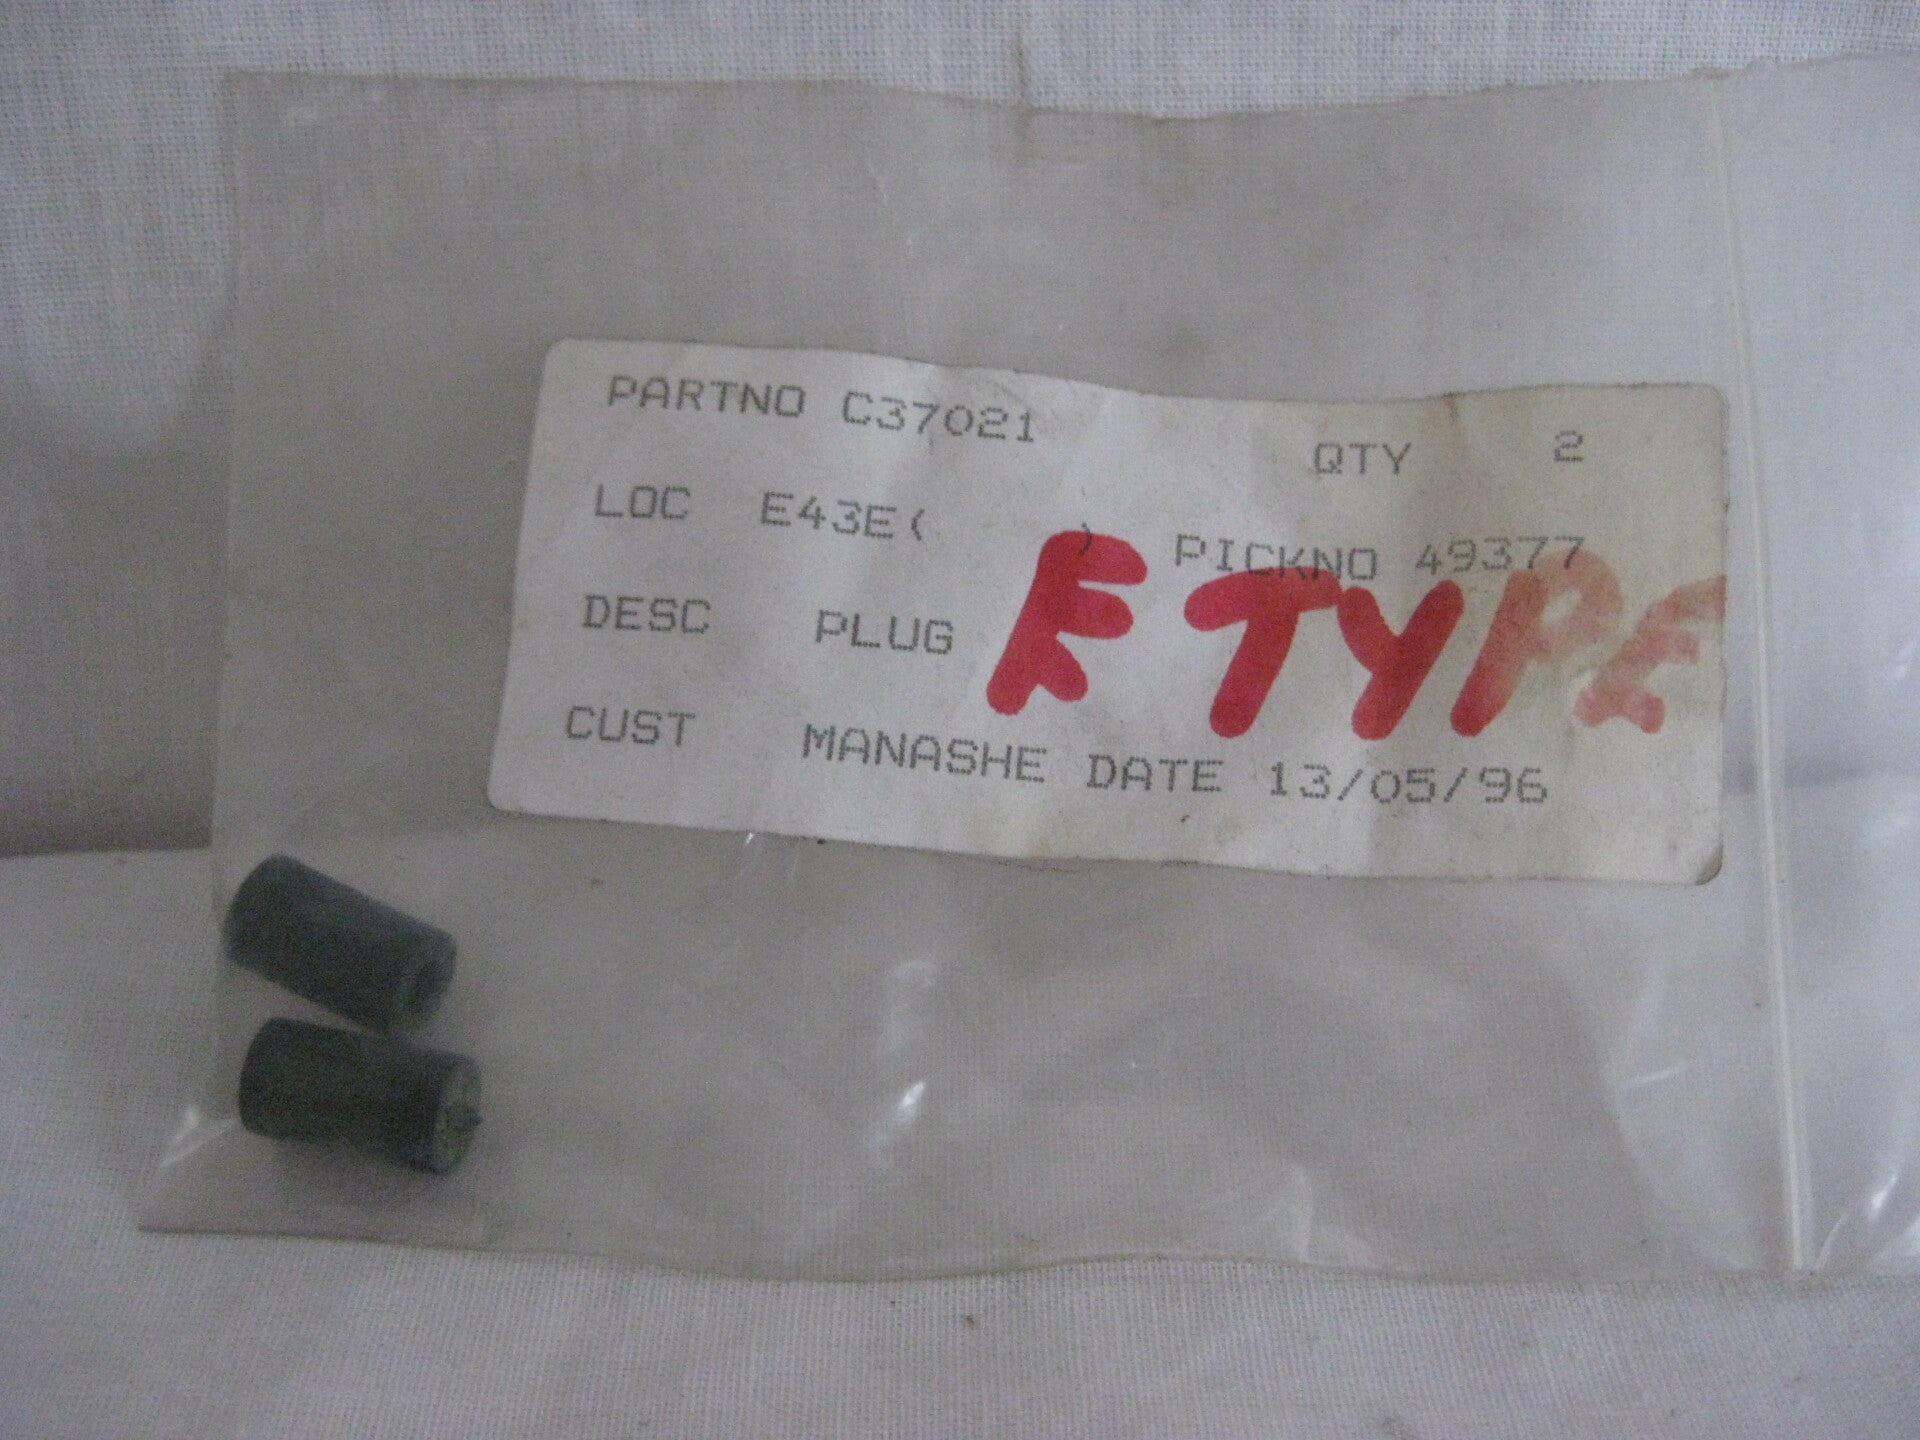 PARTNO C37021 QTY 2
LOC E43E( ) PICKNO 49377
DESC PLUG E TYPE
CUST MANASHE DATE 13/05/96